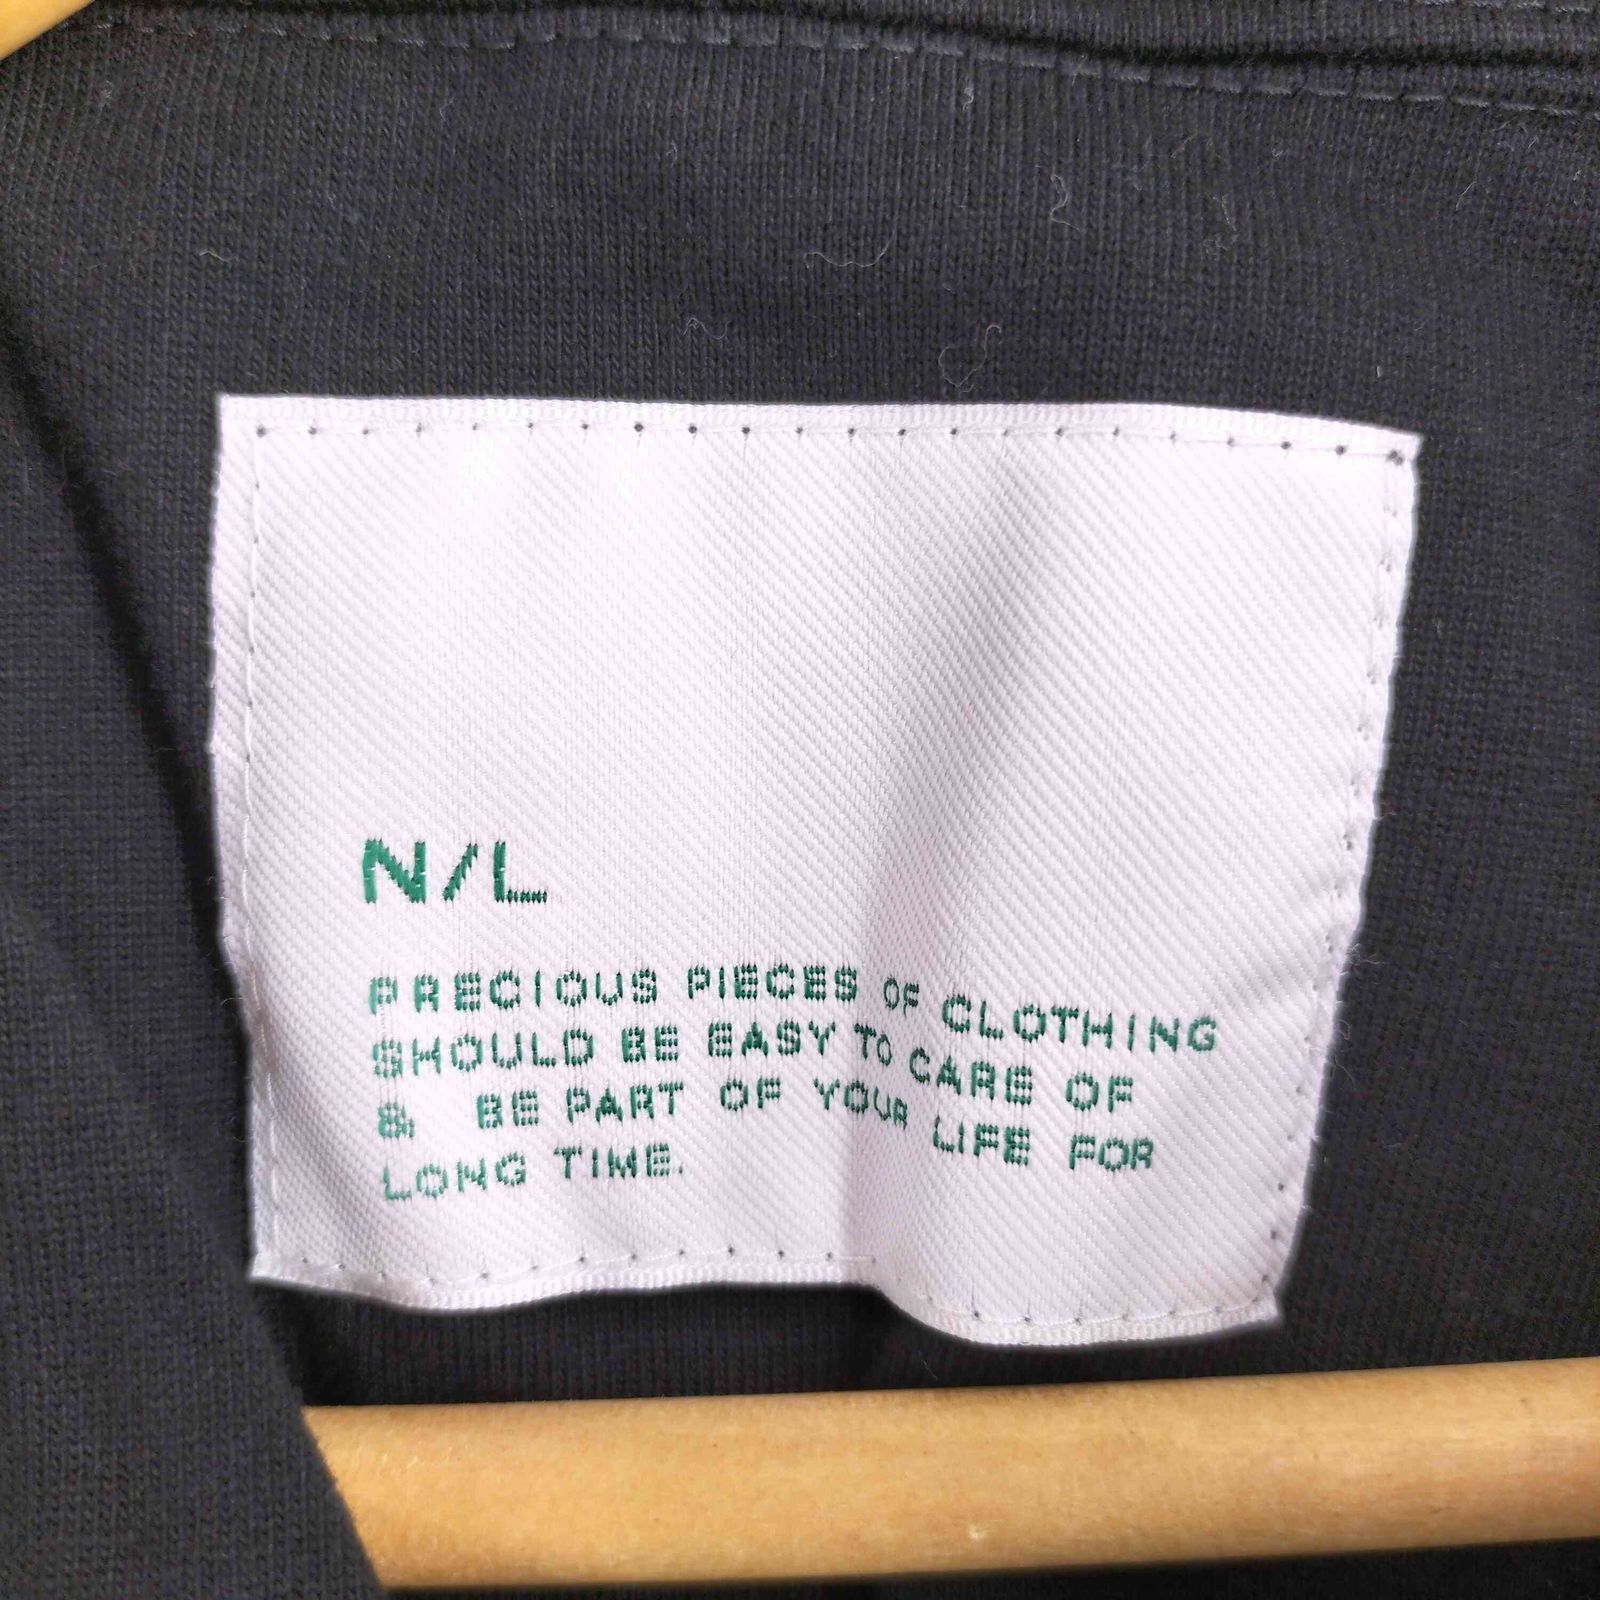 N/L
PRECIOUS PIECES OF CLOTHING
SHOULD BE EASY TO CARE OF
& BE PART OF YOUR LIFE FOR
LONG TIME.